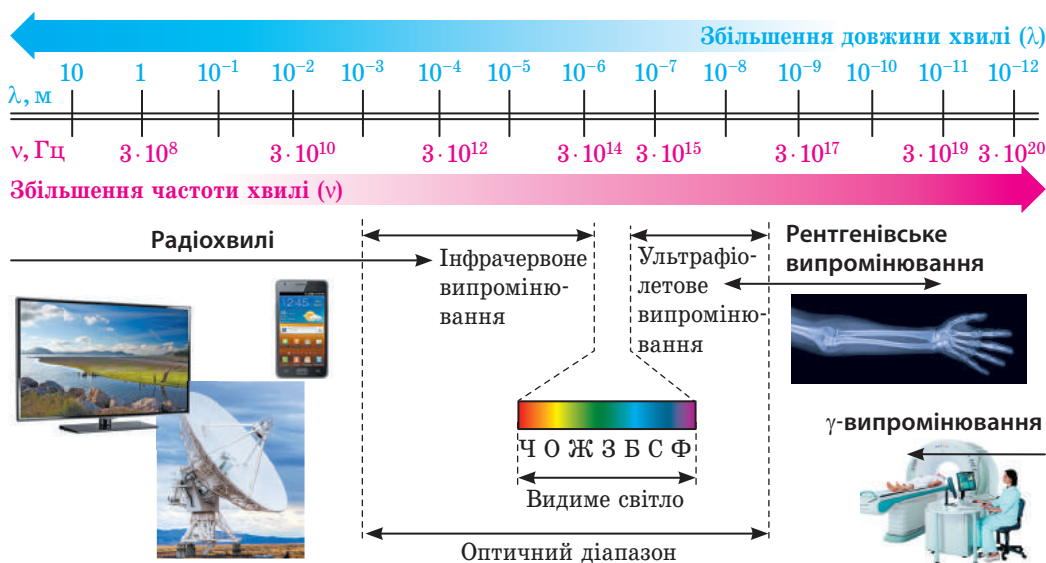 Збільшення довжини хвилі (λ)
10 1 10⁻¹ 10⁻² 10⁻³ 10⁻⁴ 10⁻⁵ 10⁻⁶ 10⁻⁷ 10⁻⁸ 10⁻⁹ 10⁻¹⁰ 10⁻¹¹ 10⁻¹²
λ, м
ν, Гц 3·10⁸ 3·10¹⁰ 3·10¹² 3·10¹⁴ 3·10¹⁵ 3·10¹⁷ 3·10¹⁹ 3·10²⁰
Збільшення частоти хвилі (ν)
Радіохвилі
Інфрачервоне
випроміню-
вання
Ультрафіо-
летове
випроміню-
вання
Рентгенівське
випромінювання
Ч О Ж З Б С Ф
Видиме світло
γ-випромінювання
Оптичний діапазон